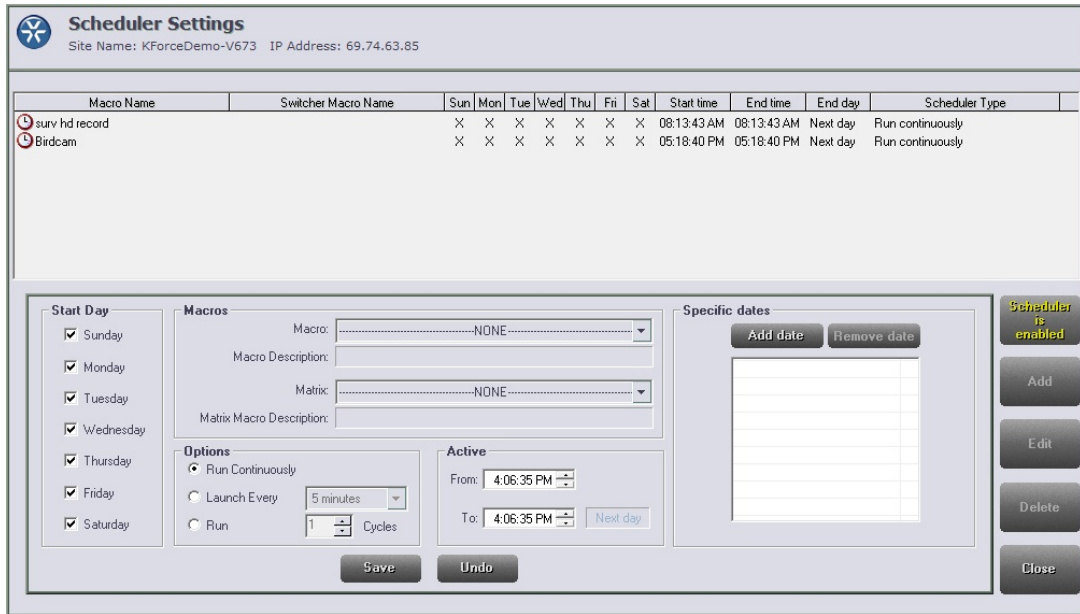 Scheduler Settings
Site Name: KForceDemo-V673 IP Address: 69.74.63.85
Macro Name Switcher Macro Name Sun Mon Tue Wed Thu Fri Sat Start time End time End day Scheduler Type
surv hd record X X X X X X X 08:13:43 AM 08:13:43 AM Next day Run continuously
Birdcam X X X X X X X 05:18:40 PM 05:18:40 PM Next day Run continuously
Start Day
Sunday
Monday
Tuesday
Wednesday
Thursday
Friday
Saturday
Macros
Macro: NONE
Macro Description:
Matrix: NONE
Matrix Macro Description:
Options
Run Continuously
Launch Every 5 minutes
Run 1 Cycles
Active
From: 4:06:35 PM
To: 4:06:35 PM Next day
Specific dates
Add date Remove date
Save Undo
Scheduler
is
enabled
Add
Edit
Delete
Close